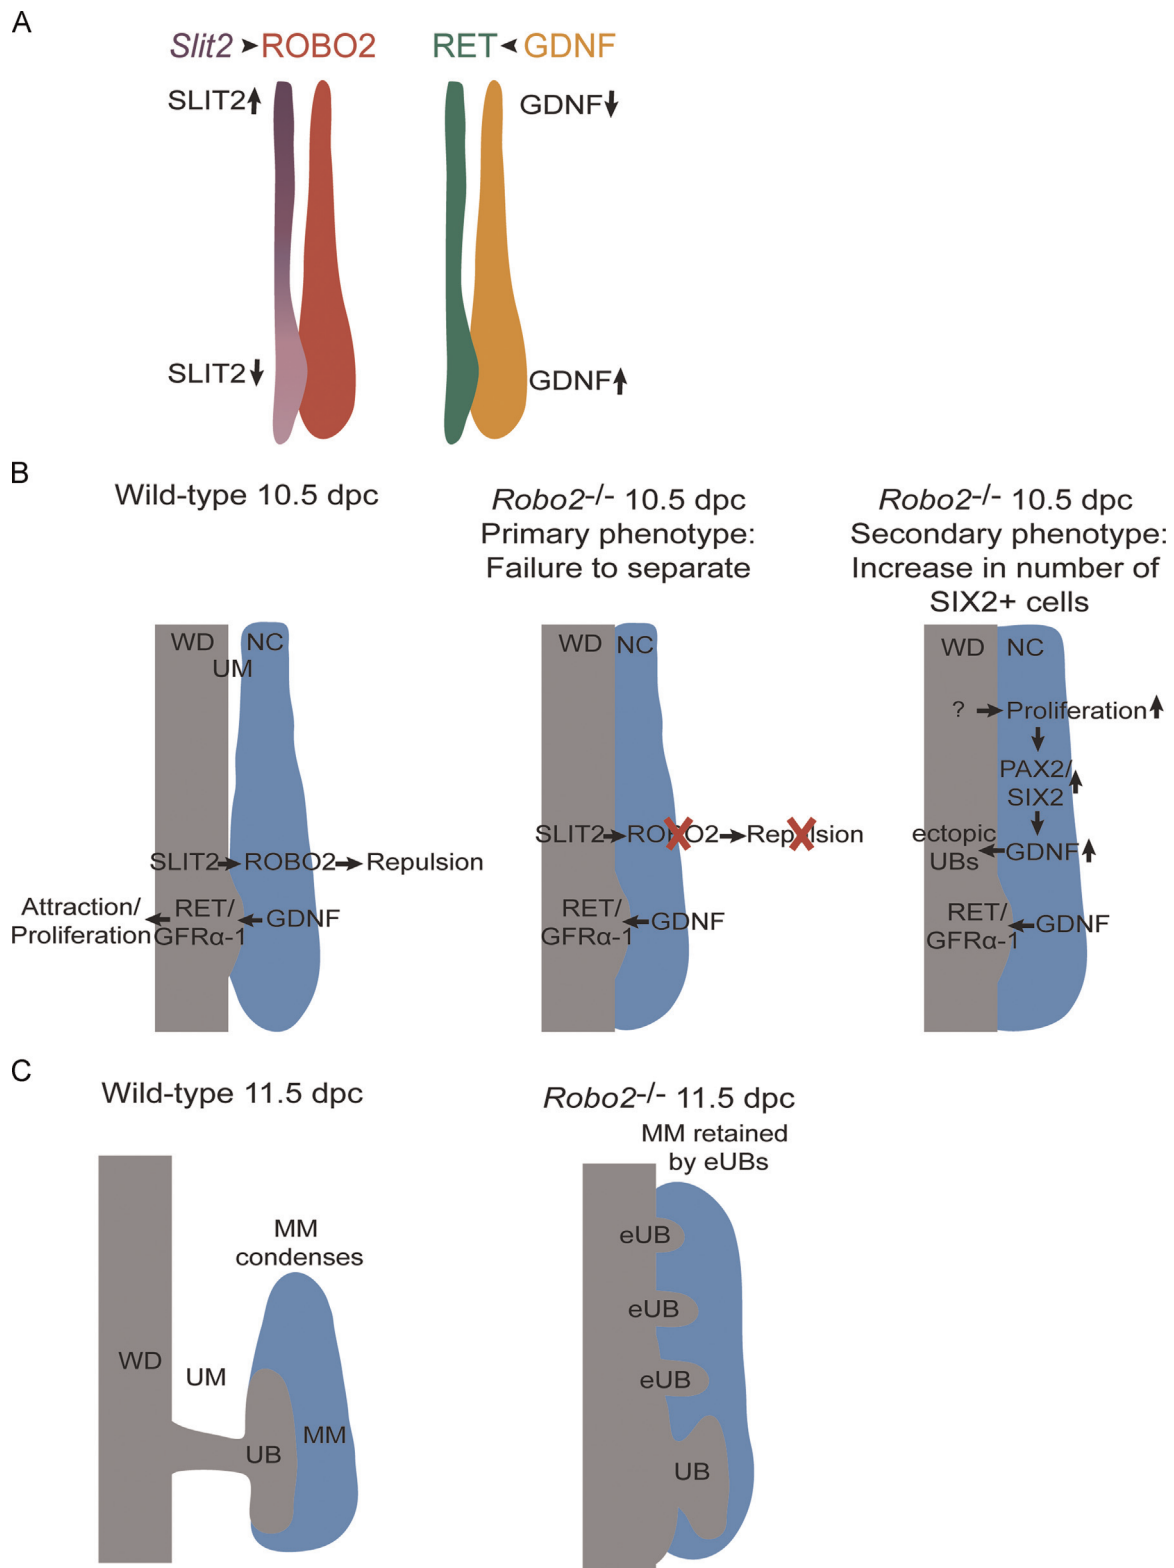 A
Slit2 ➤ ROBO2
RET ◄ GDNF
SLIT2↑
GDNF↓
SLIT2↓
GDNF↑
B
Wild-type 10.5 dpc
Robo2-/- 10.5 dpc
Primary phenotype:
Failure to separate
Robo2-/- 10.5 dpc
Secondary phenotype:
Increase in number of
SIX2+ cells
WD NC
UM
SLIT2→ROBO2→Repulsion
Attraction/
Proliferation
RET/
GFRα-1
GDNF
WD NC
SLIT2→ROBO2→Repulsion
RET/
GFRα-1
GDNF
WD NC
? → Proliferation↑
PAX2/
SIX2
↑
ectopic
UBs
GDNF↑
RET/
GFRα-1
GDNF
C
Wild-type 11.5 dpc
MM
condenses
WD
UM
UB
MM
Robo2-/- 11.5 dpc
MM retained
by eUBs
eUB
eUB
eUB
UB